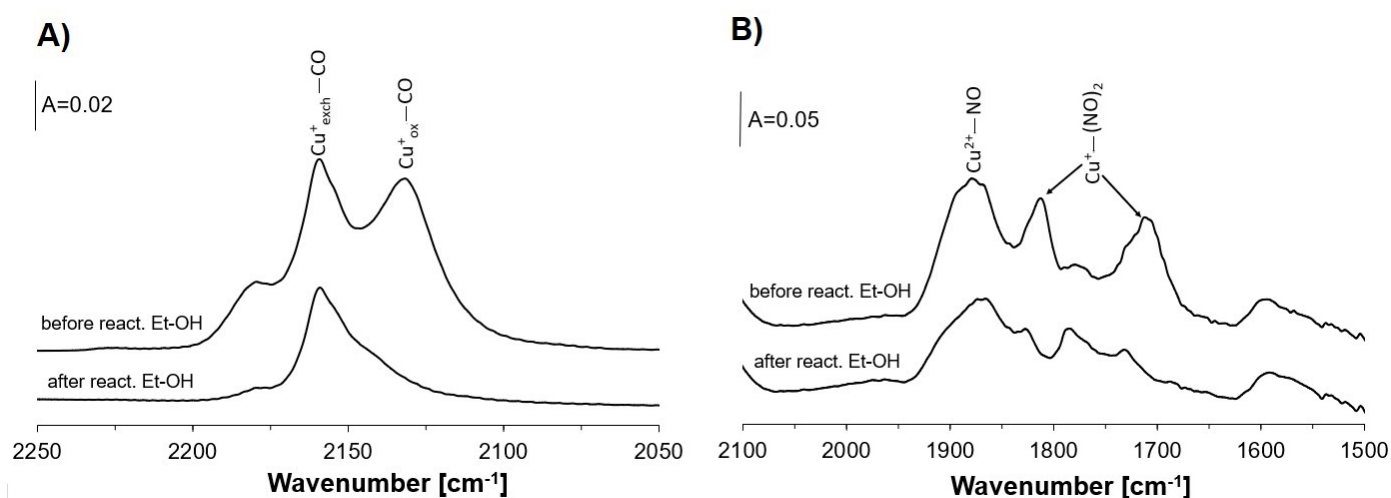 A)
A=0.02
Cu⁺exch—CO
Cu⁺ox—CO
before react. Et-OH
after react. Et-OH
2250 2200 2150 2100 2050
Wavenumber [cm⁻¹]
B)
A=0.05
Cu²⁺—NO
Cu⁺—(NO)₂
before react. Et-OH
after react. Et-OH
2100 2000 1900 1800 1700 1600 1500
Wavenumber [cm⁻¹]